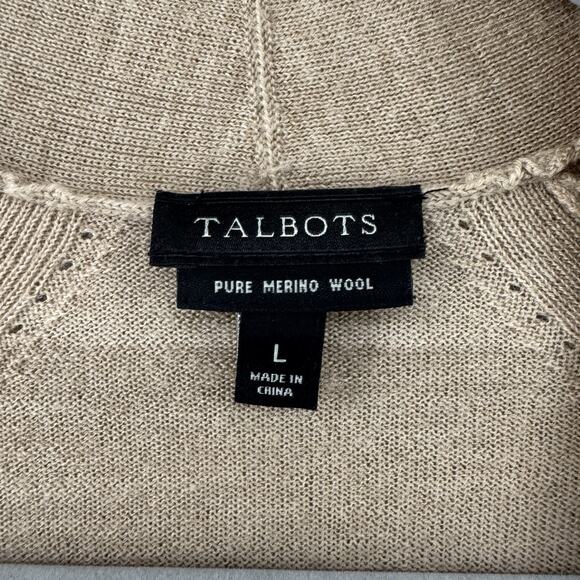 TALBOTS
PURE MERINO WOOL
L
MADE IN
CHINA